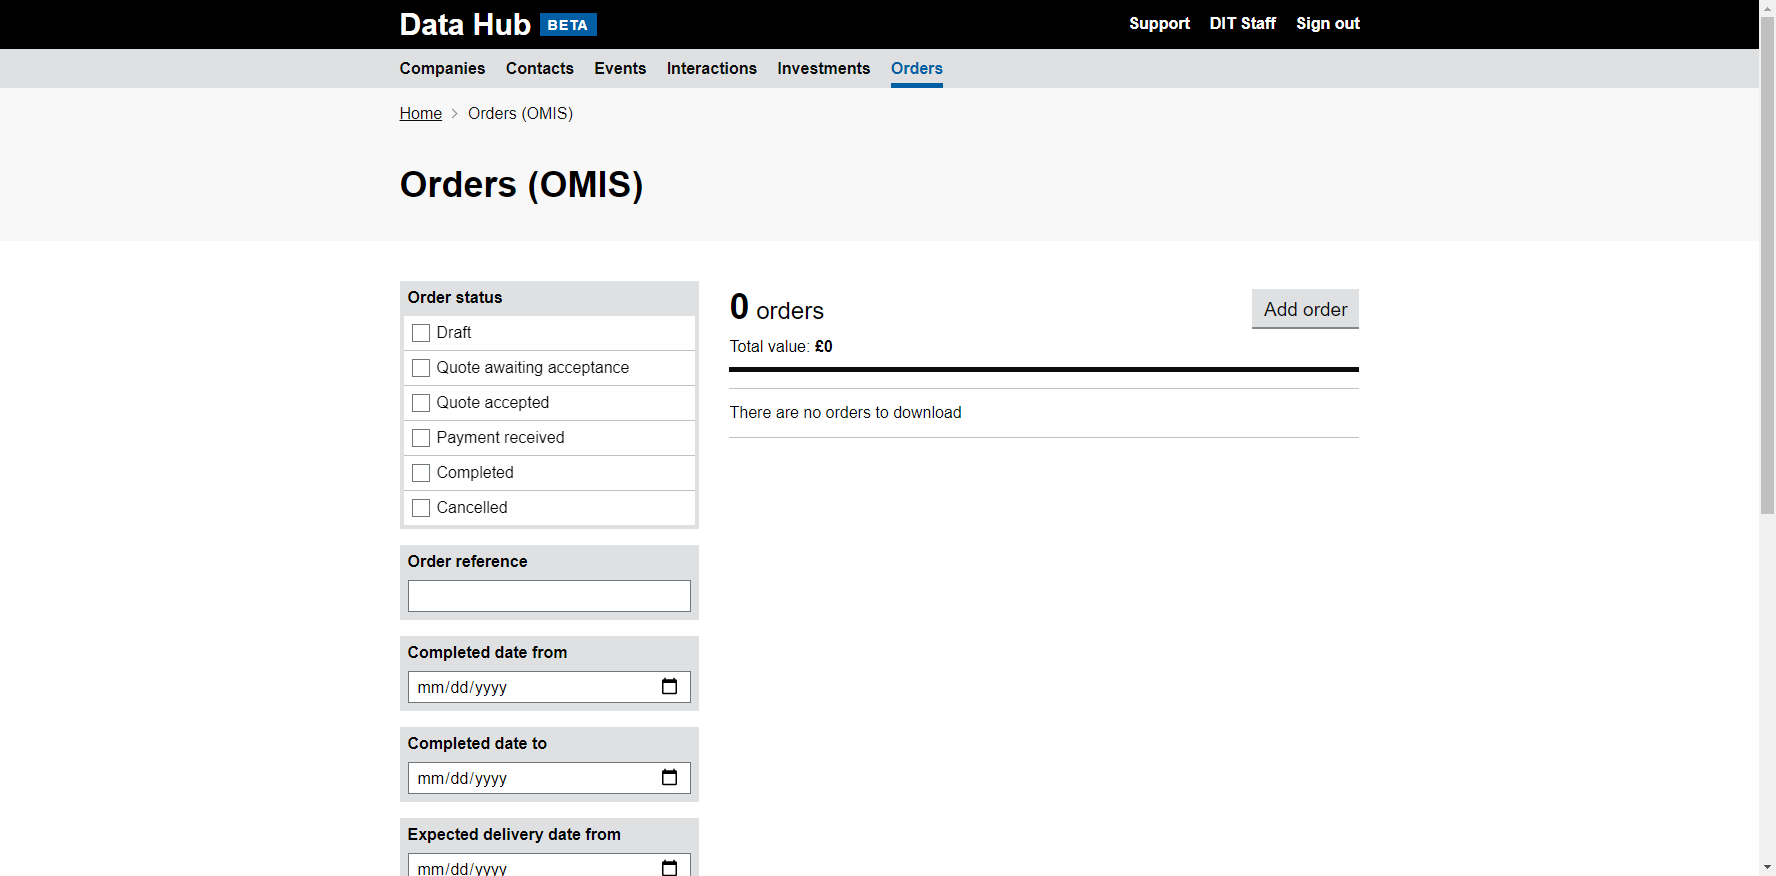 Data Hub BETA
Support DIT Staff Sign out
Companies Contacts Events Interactions Investments Orders
Home Orders (OMIS)
Orders (OMIS)
Order status
Draft
Quote awaiting acceptance
Quote accepted
Payment received
Completed
Cancelled
Order reference
Completed date from
mm/dd/yyyy
Completed date to
mm/dd/yyyy
Expected delivery date from
mm/dd/yyyy
0 orders
Add order
Total value: £0
There are no orders to download